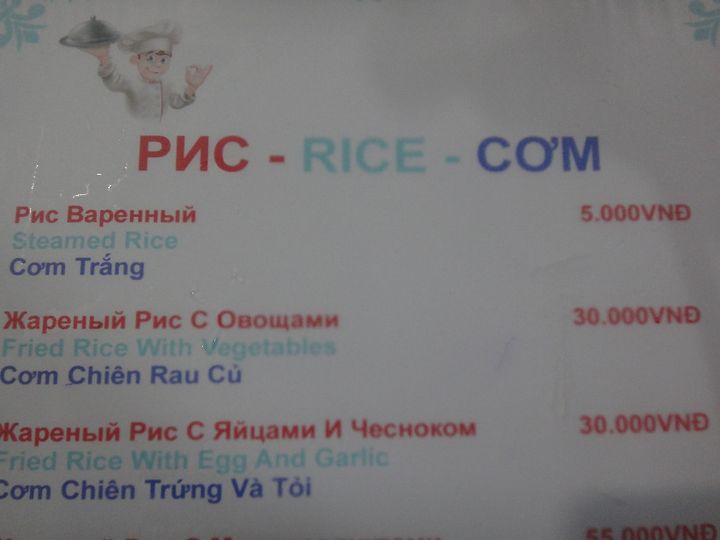 РИС - RICE - CƠM
Рис Варенный 5.000VNĐ
Steamed Rice
Cơm Trắng
Жареный Рис С Овощами 30.000VNĐ
Fried Rice With Vegetables
Cơm Chiên Rau Củ
Жареный Рис С Яйцами И Чесноком 30.000VNĐ
Fried Rice With Egg And Garlic
Cơm Chiên Trứng Và Tỏi
55.000VNĐ